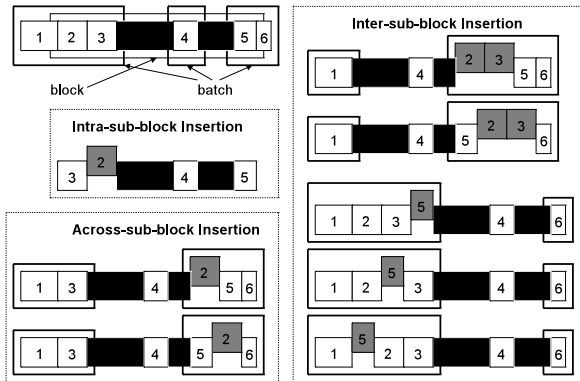 1 2 3 4 5 6
block batch
Intra-sub-block Insertion
2
3 4 5
Across-sub-block Insertion
2
1 3 4 5 6
2
1 3 4 5 6
Inter-sub-block Insertion
2 3
1 4 5 6
2 3
1 4 5 6
5
1 2 3 4 6
5
1 2 3 4 6
5
1 2 3 4 6